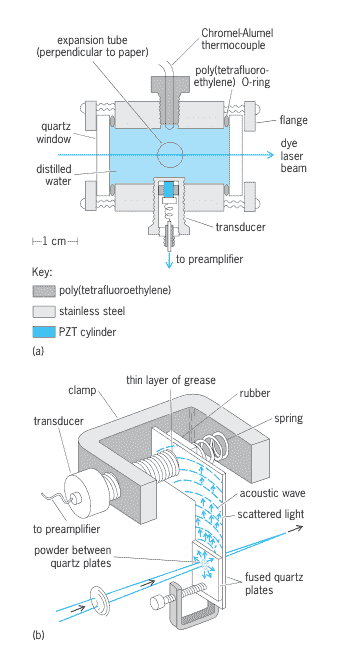 expansion tube
(perpendicular to paper)
Chromel-Alumel
thermocouple
poly(tetrafluoro-
ethylene) O-ring
flange
quartz
window
dye
laser
beam
distilled
water
transducer
1 cm
to preamplifier
Key:
poly(tetrafluoroethylene)
stainless steel
PZT cylinder
(a)
thin layer of grease
clamp
rubber
transducer
spring
acoustic wave
scattered light
to preamplifier
powder between
quartz plates
fused quartz
plates
(b)